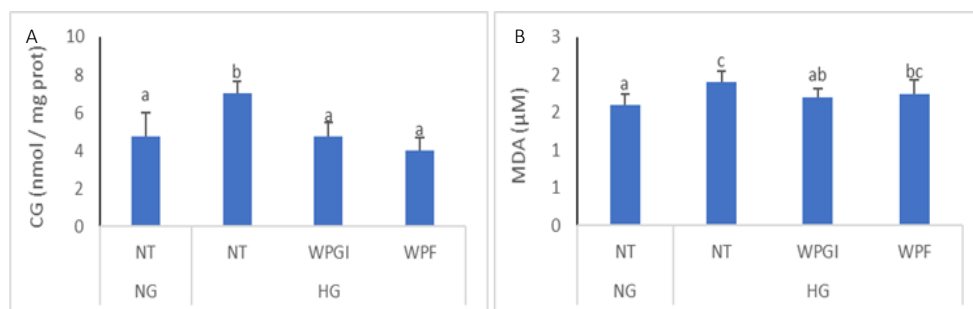 A
CG (nmol / mg prot)
10
8
6
4
2
0
a
b
a
a
NT
NT
WPGI
WPF
NG
HG
B
MDA (µM)
3
2
2
1
1
0
a
c
ab
bc
NT
NT
WPGI
WPF
NG
HG